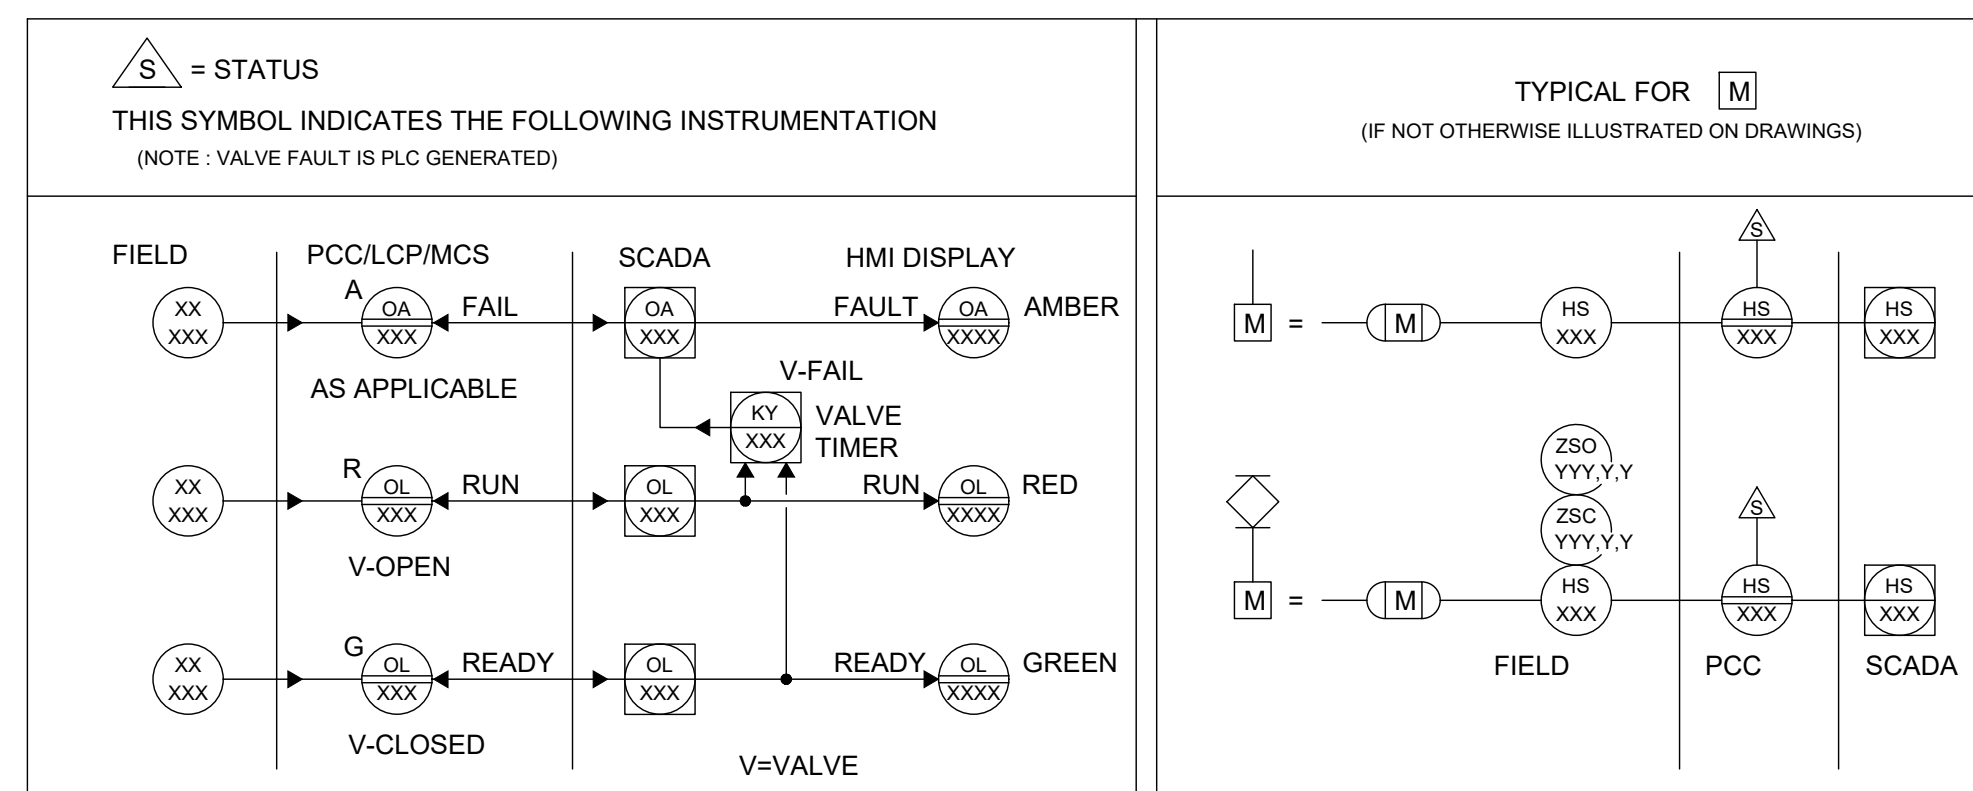 S = STATUS
THIS SYMBOL INDICATES THE FOLLOWING INSTRUMENTATION
(NOTE : VALVE FAULT IS PLC GENERATED)
FIELD PCC/LCP/MCS SCADA HMI DISPLAY
XX
XXX
A
OA
XXX
FAIL
OA
XXX
FAULT
OA
XXXX
AMBER
AS APPLICABLE
V-FAIL
KY
XXX
VALVE
TIMER
XX
XXX
R
OL
XXX
RUN
OL
XXX
RUN
OL
XXXX
RED
V-OPEN
XX
XXX
G
OL
XXX
READY
OL
XXX
READY
OL
XXXX
GREEN
V-CLOSED
V=VALVE
TYPICAL FOR M
(IF NOT OTHERWISE ILLUSTRATED ON DRAWINGS)
S
M = M
HS
XXX
HS
XXX
HS
XXX
ZSO
YYY,Y,Y
ZSC
YYY,Y,Y
S
M = M
HS
XXX
HS
XXX
HS
XXX
FIELD PCC SCADA